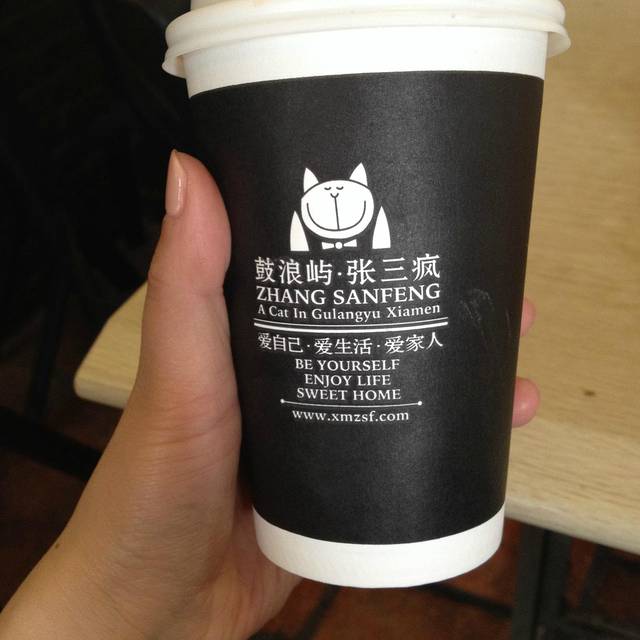 鼓浪屿·张三疯
ZHANG SANFENG
A Cat In Gulangyu Xiamen
爱自己·爱生活·爱家人
BE YOURSELF
ENJOY LIFE
SWEET HOME
www.xmzsf.com